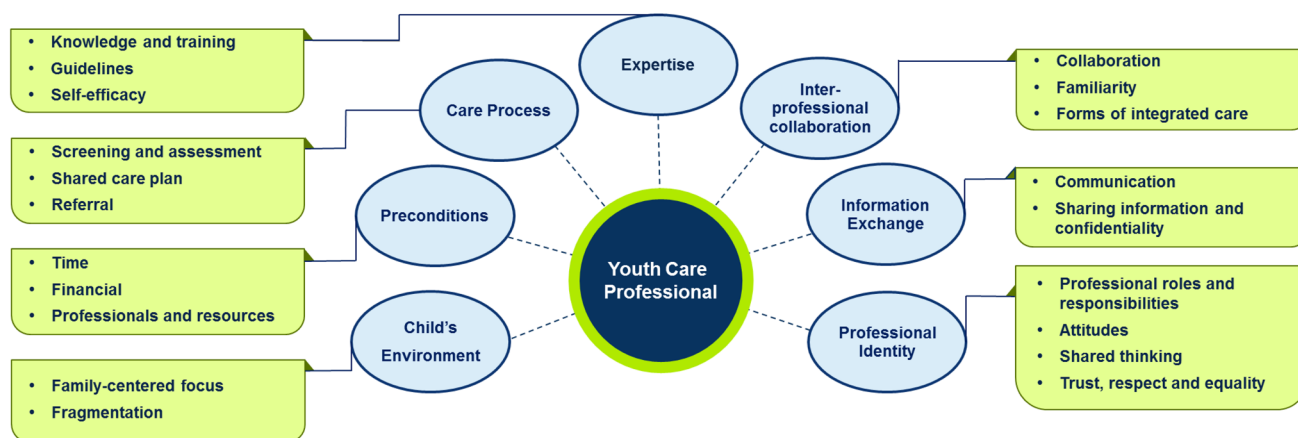 • Knowledge and training
• Guidelines
• Self-efficacy
• Screening and assessment
• Shared care plan
• Referral
• Time
• Financial
• Professionals and resources
• Family-centered focus
• Fragmentation
Expertise
Care Process
Preconditions
Child's
Environment
Youth Care
Professional
Inter-
professional
collaboration
Information
Exchange
Professional
Identity
• Collaboration
• Familiarity
• Forms of integrated care
• Communication
• Sharing information and
confidentiality
• Professional roles and
responsibilities
• Attitudes
• Shared thinking
• Trust, respect and equality